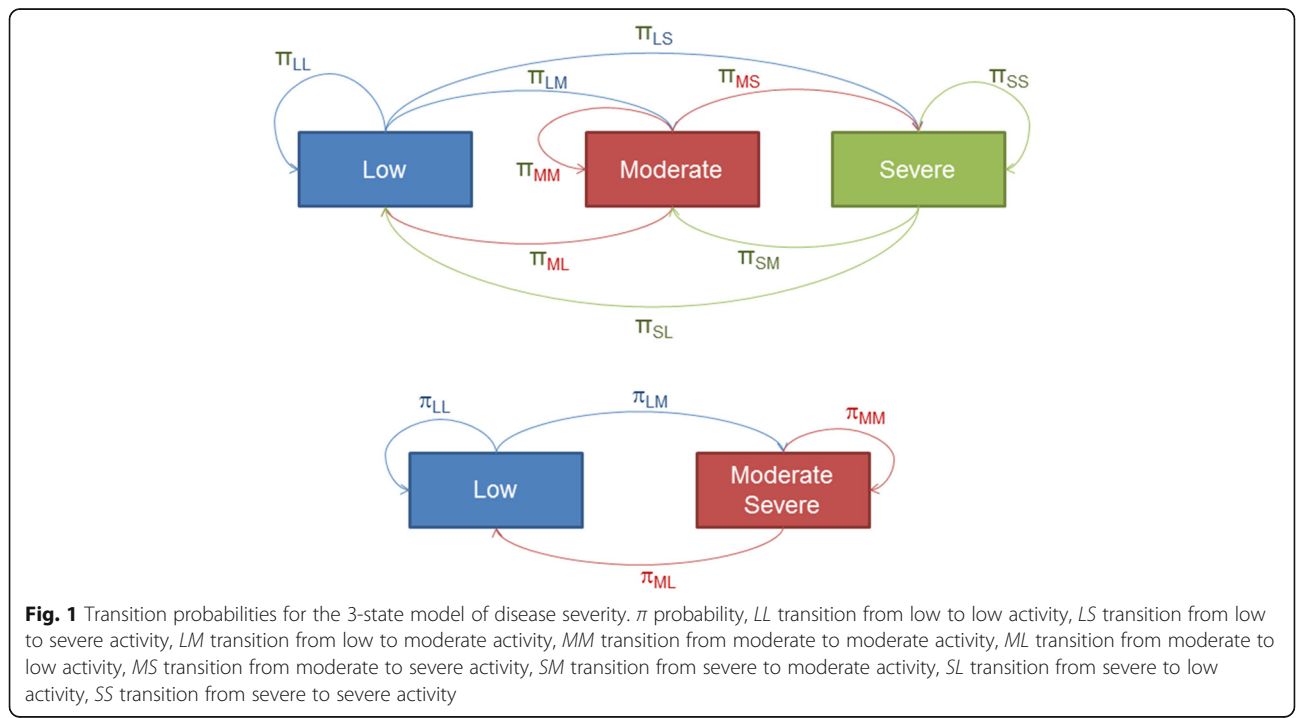 πLS
πLL
πLM
πMS
πSS
Low
Moderate
Severe
πMM
πML
πSM
πSL
πLL
πLM
πMM
Low
Moderate
Severe
πML
Fig. 1 Transition probabilities for the 3-state model of disease severity. π probability, LL transition from low to low activity, LS transition from low
to severe activity, LM transition from low to moderate activity, MM transition from moderate to moderate activity, ML transition from moderate to
low activity, MS transition from moderate to severe activity, SM transition from severe to moderate activity, SL transition from severe to low
activity, SS transition from severe to severe activity